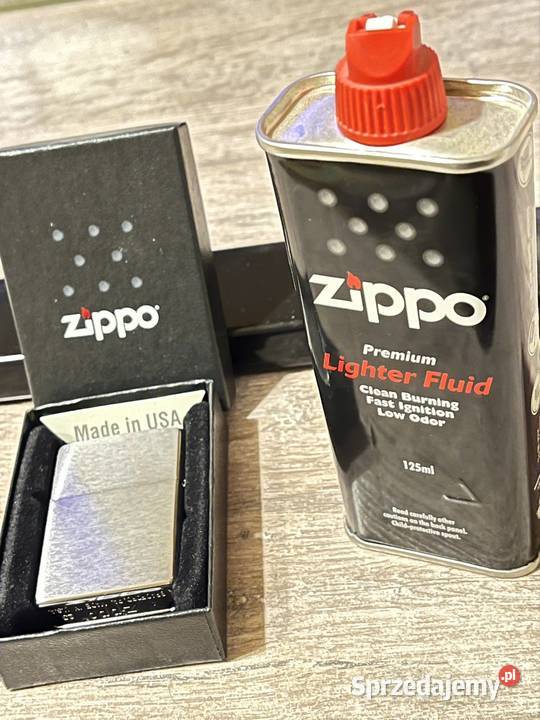 zippo
Made in USA
zippo
Premium
Lighter Fluid
Clean Burning
Fast Ignition
Low Odor
125ml
Read carefully other
cautions on the back panel.
Child-protective spout.
Sprzedajemy.pl